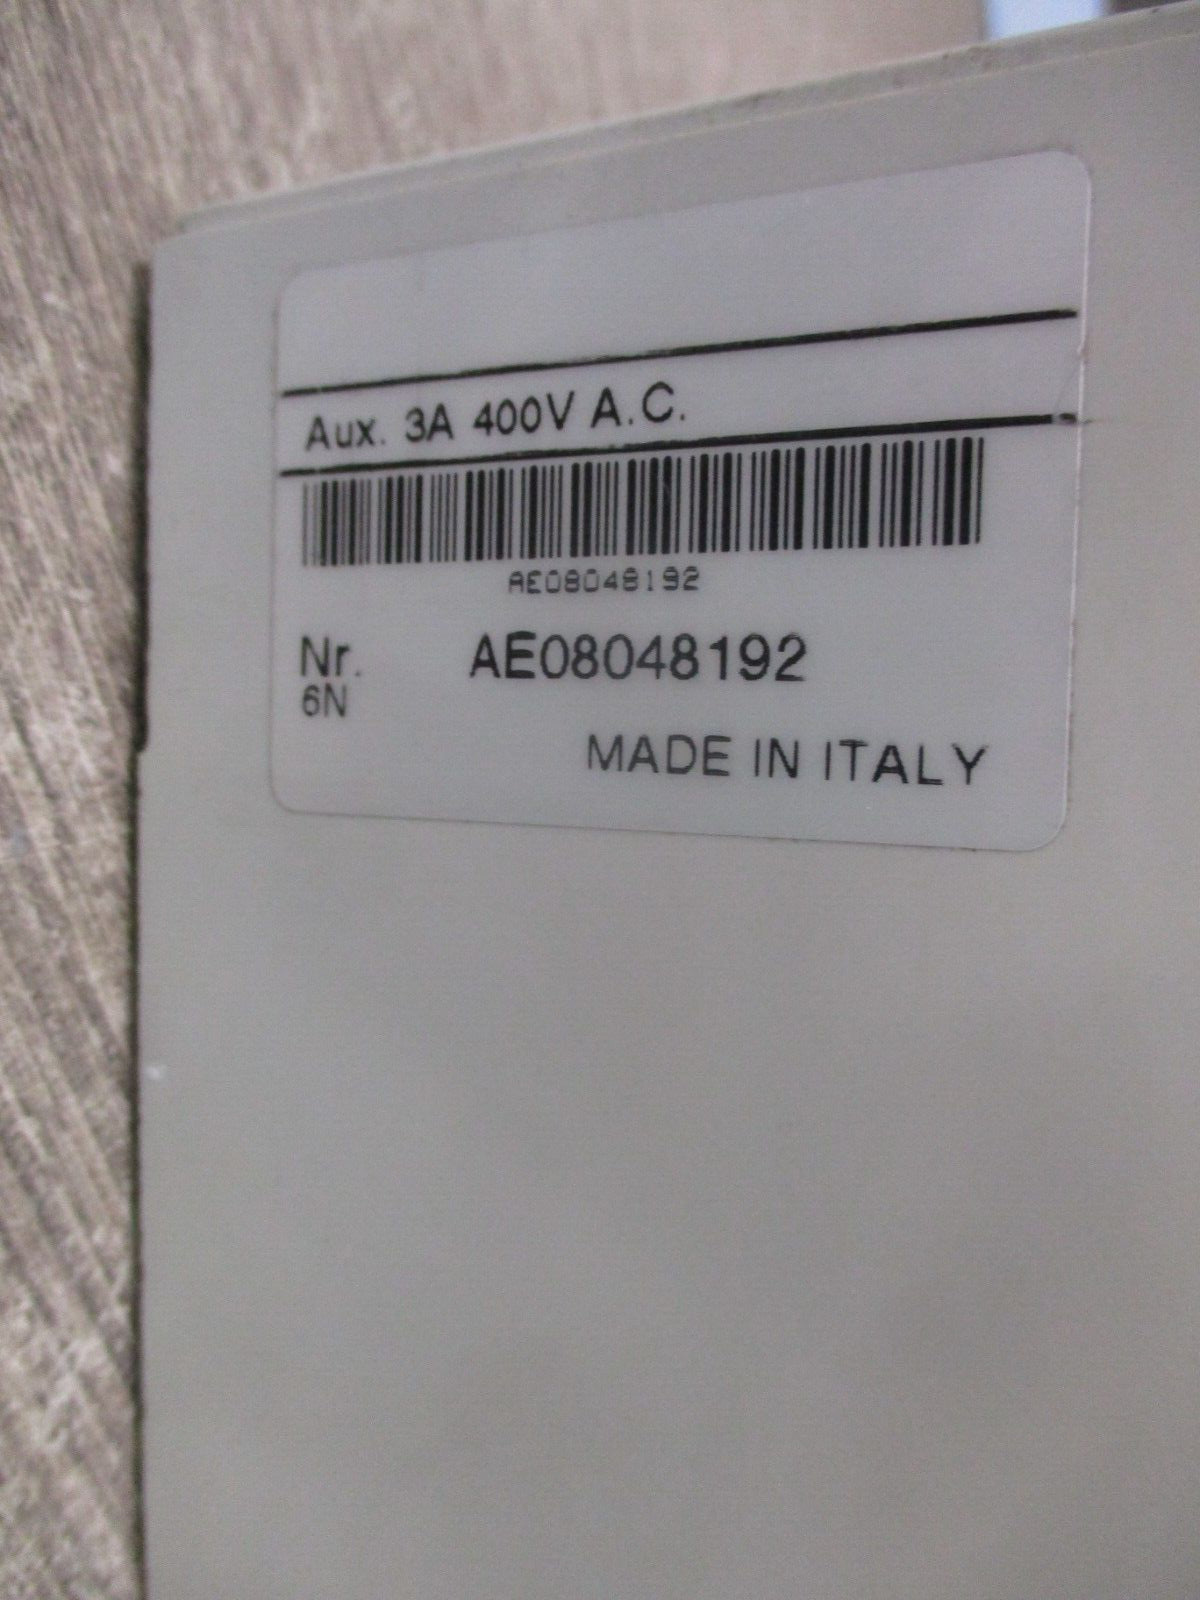 Aux. 3A 400V A.C.
AE08048192
Nr. AE08048192
6N
MADE IN ITALY